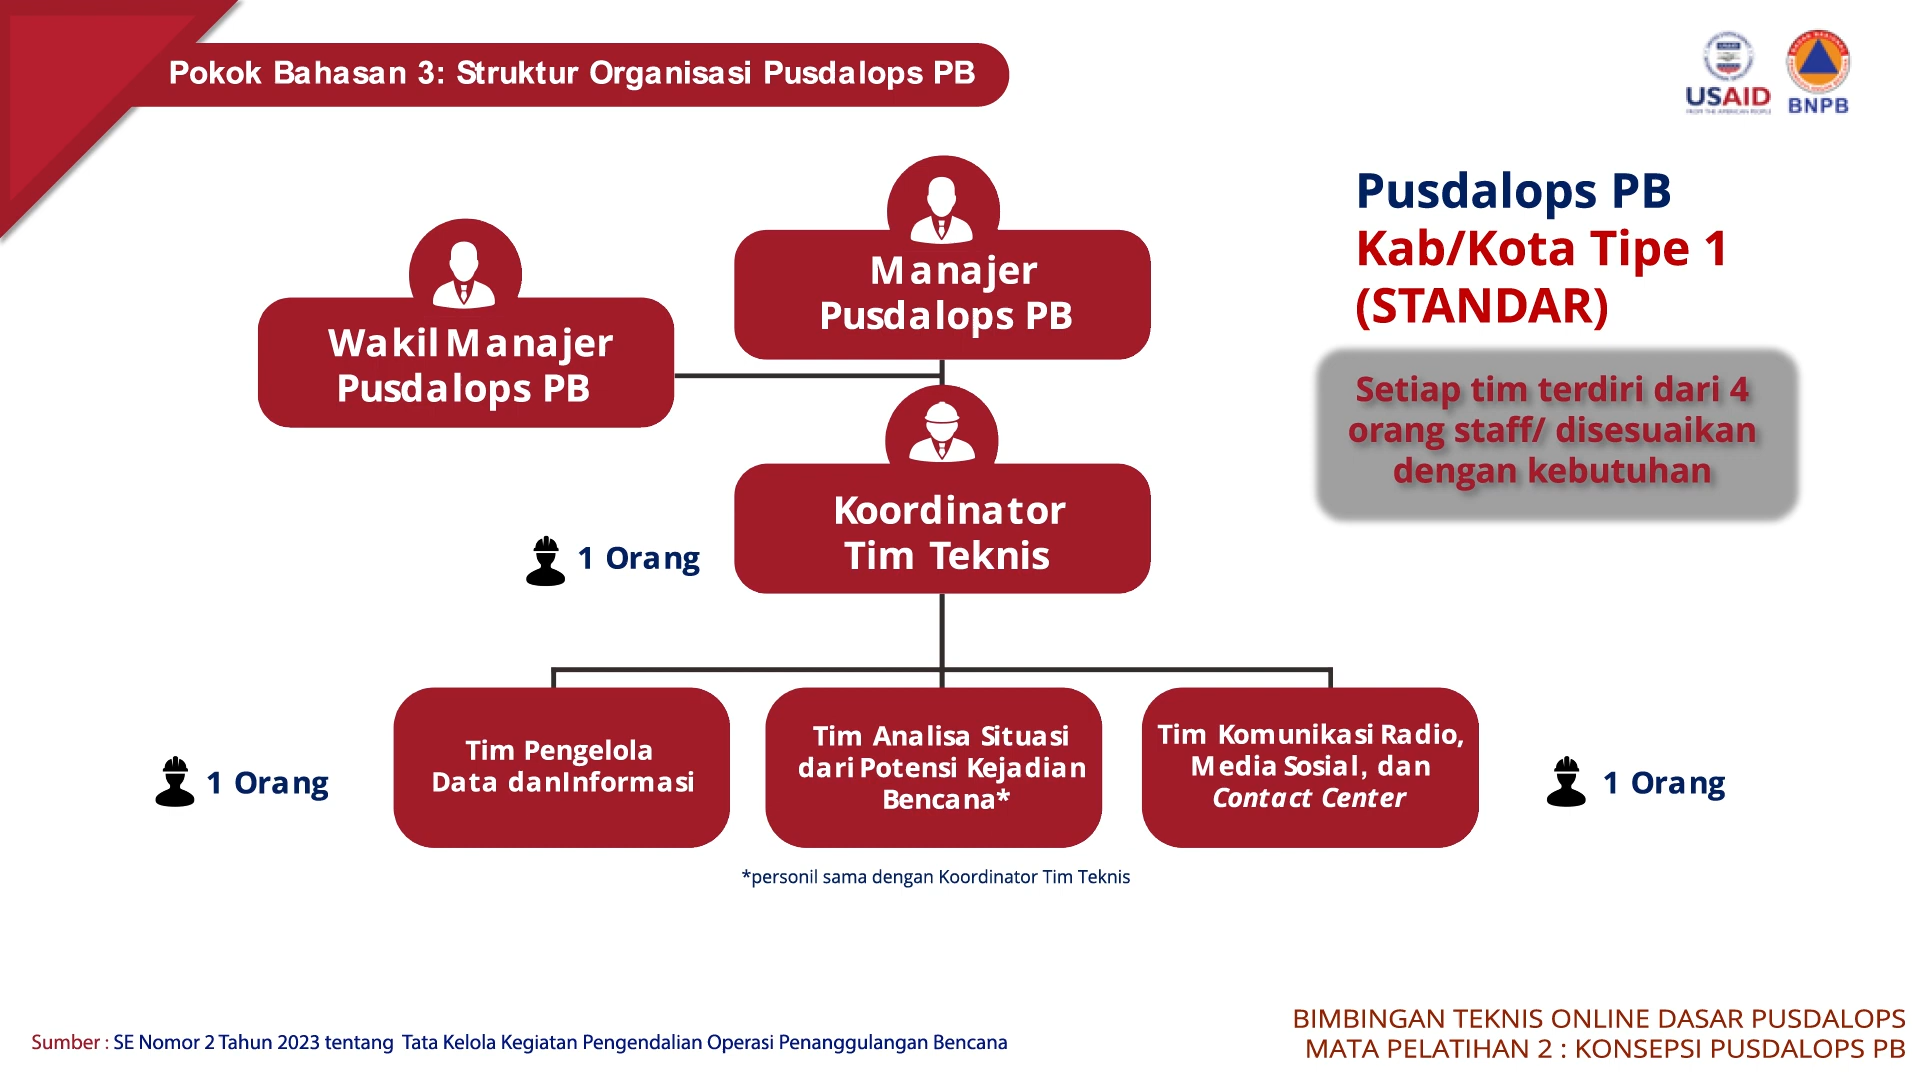 Pokok Bahasan 3: Struktur Organisasi Pusdalops PB
USAID
FROM THE AMERICAN PEOPLE
BNPB
Manajer
Pusdalops PB
Wakil Manajer
Pusdalops PB
Pusdalops PB
Kab/Kota Tipe 1
(STANDAR)
Setiap tim terdiri dari 4
orang staff/ disesuaikan
dengan kebutuhan
Koordinator
Tim Teknis
1 Orang
1 Orang
Tim Pengelola
Data danInformasi
Tim Analisa Situasi
dari Potensi Kejadian
Bencana*
Tim Komunikasi Radio,
Media Sosial, dan
Contact Center
1 Orang
*personil sama dengan Koordinator Tim Teknis
Sumber : SE Nomor 2 Tahun 2023 tentang Tata Kelola Kegiatan Pengendalian Operasi Penanggulangan Bencana
BIMBINGAN TEKNIS ONLINE DASAR PUSDALOPS
MATA PELATIHAN 2 : KONSEPSI PUSDALOPS PB